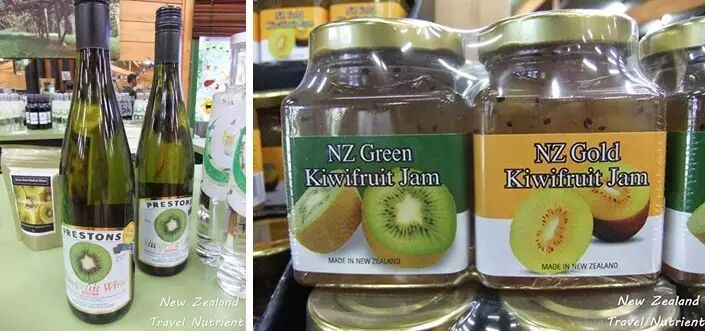 PRESTONS
Kiwifruit Wine
PRESTONS
New Zealand
Travel Nutrient
NZ Green
Kiwifruit Jam
MADE IN NEW ZEALAND
NZ Gold
Kiwifruit Jam
MADE IN NEW ZEALAND
New Zealand
Travel Nutrient